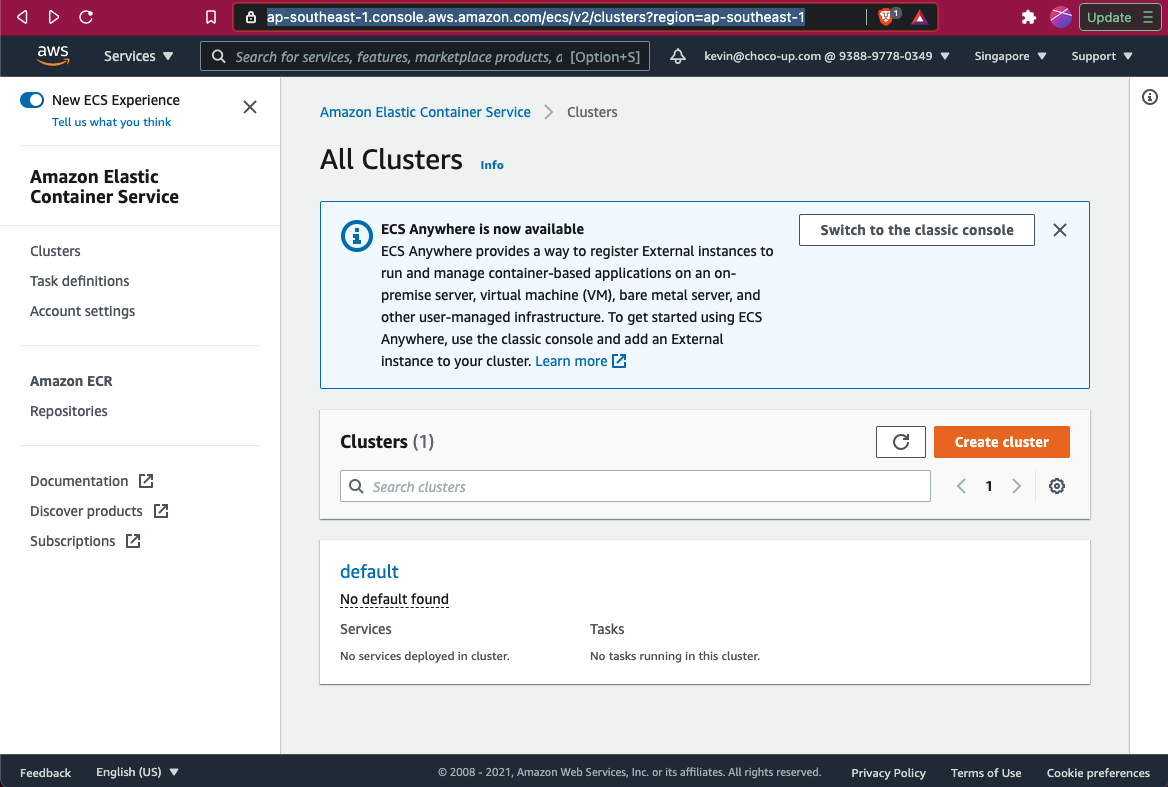 ap-southeast-1.console.aws.amazon.com/ecs/v2/clusters?region=ap-southeast-1
1
Update
aws
Services
Search for services, features, marketplace products, a [Option+S]
kevin@choco-up.com @ 9388-9778-0349
Singapore
Support
New ECS Experience
Tell us what you think
Amazon Elastic
Container Service
Clusters
Task definitions
Account settings
Amazon ECR
Repositories
Documentation
Discover products
Subscriptions
Amazon Elastic Container Service
Clusters
All Clusters Info
ECS Anywhere is now available
ECS Anywhere provides a way to register External instances to
run and manage container-based applications on an on-
premise server, virtual machine (VM), bare metal server, and
other user-managed infrastructure. To get started using ECS
Anywhere, use the classic console and add an External
instance to your cluster. Learn more
Switch to the classic console
Clusters (1)
Create cluster
Search clusters
1
default
No default found
Services Tasks
No services deployed in cluster. No tasks running in this cluster.
Feedback
English (US)
© 2008 - 2021, Amazon Web Services, Inc. or its affiliates. All rights reserved.
Privacy Policy
Terms of Use
Cookie preferences